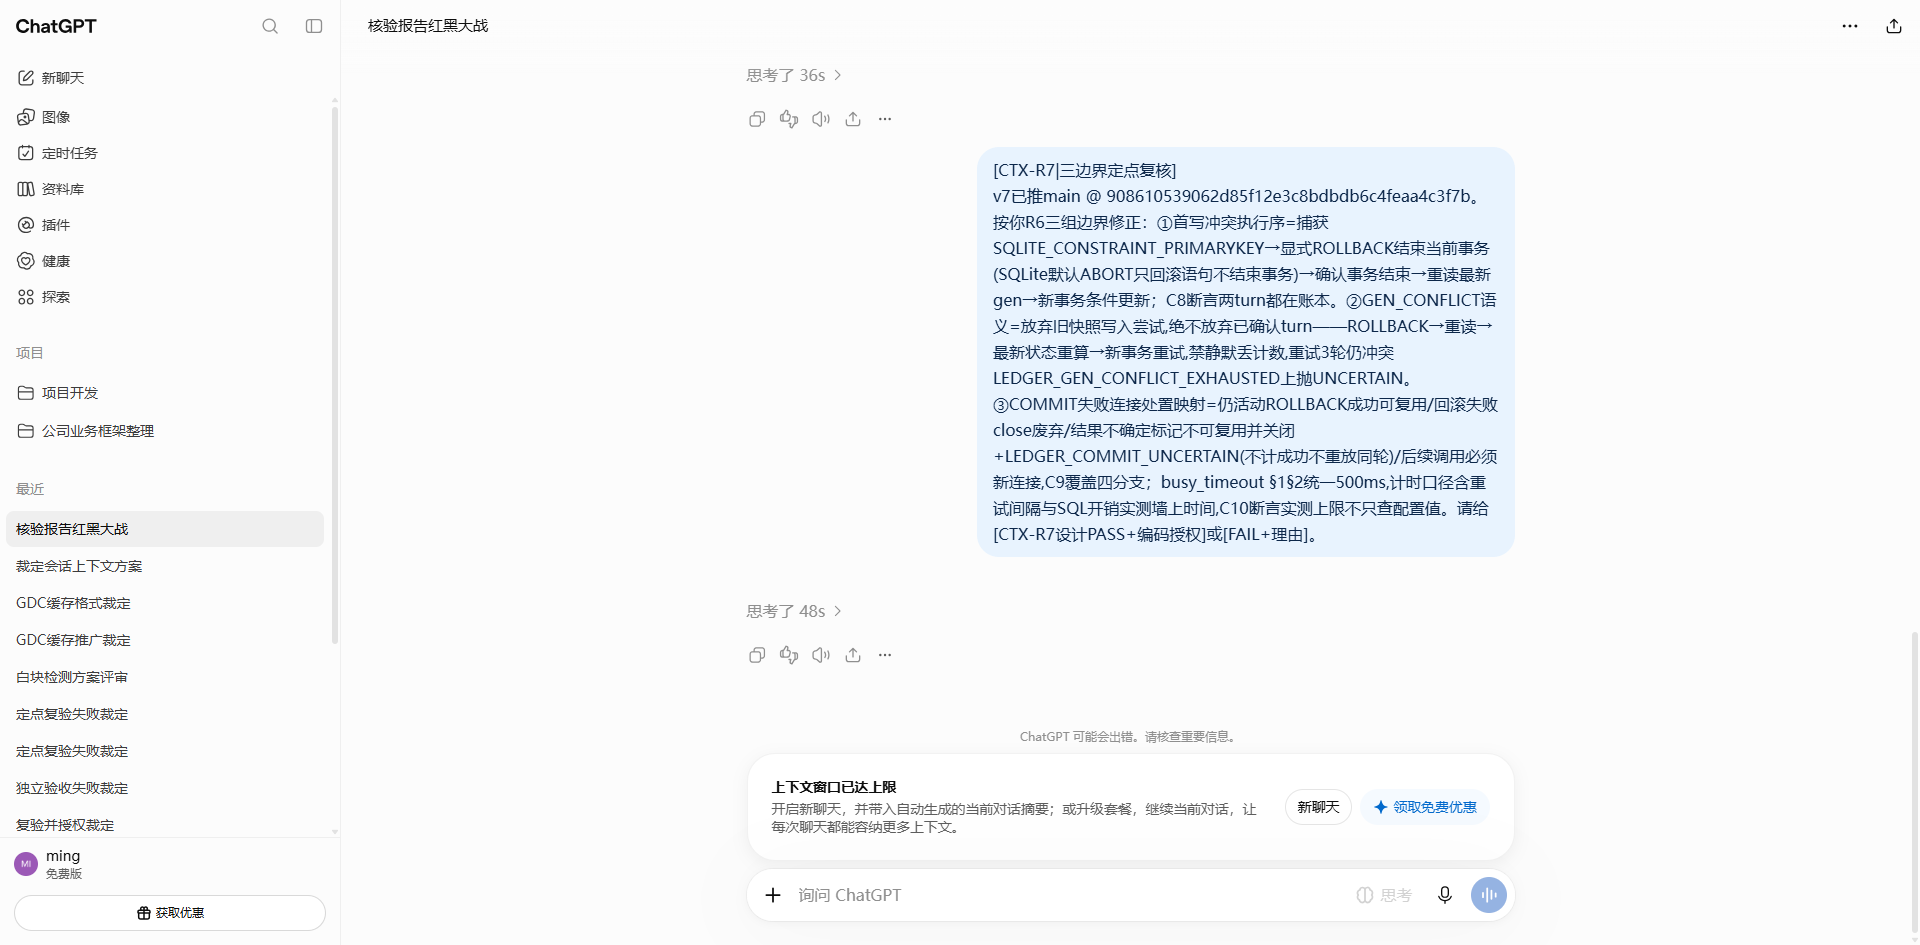 ChatGPT
新聊天
图像
定时任务
资料库
插件
健康
探索
项目
项目开发
公司业务框架整理
最近
核验报告红黑大战
裁定会话上下文方案
GDC缓存格式裁定
GDC缓存推广裁定
白块检测方案评审
定点复验失败裁定
定点复验失败裁定
独立验收失败裁定
复验并授权裁定
MI
ming
免费版
获取优惠
核验报告红黑大战
思考了 36s
[CTX-R7|三边界定点复核]
v7已推main @ 908610539062d85f12e3c8bdbdb6c4feaa4c3f7b。
按你R6三组边界修正：①首写冲突执行序=捕获
SQLITE_CONSTRAINT_PRIMARYKEY→显式ROLLBACK结束当前事务
(SQLite默认ABORT只回滚语句不结束事务)→确认事务结束→重读最新
gen→新事务条件更新；C8断言两turn都在账本。②GEN_CONFLICT语
义=放弃旧快照写入尝试,绝不放弃已确认turn——ROLLBACK→重读→
最新状态重算→新事务重试,禁静默丢计数,重试3轮仍冲突
LEDGER_GEN_CONFLICT_EXHAUSTED上抛UNCERTAIN。
③COMMIT失败连接处置映射=仍活动ROLLBACK成功可复用/回滚失败
close废弃/结果不确定标记不可复用并关闭
+LEDGER_COMMIT_UNCERTAIN(不计成功不重放同轮)/后续调用必须
新连接,C9覆盖四分支；busy_timeout §1§2统一500ms,计时口径含重
试间隔与SQL开销实测墙上时间,C10断言实测上限不只查配置值。请给
[CTX-R7设计PASS+编码授权]或[FAIL+理由]。
思考了 48s
ChatGPT 可能会出错。请核查重要信息。
上下文窗口已达上限
开启新聊天，并带入自动生成的当前对话摘要；或升级套餐，继续当前对话，让
每次聊天都能容纳更多上下文。
新聊天
领取免费优惠
询问 ChatGPT
思考